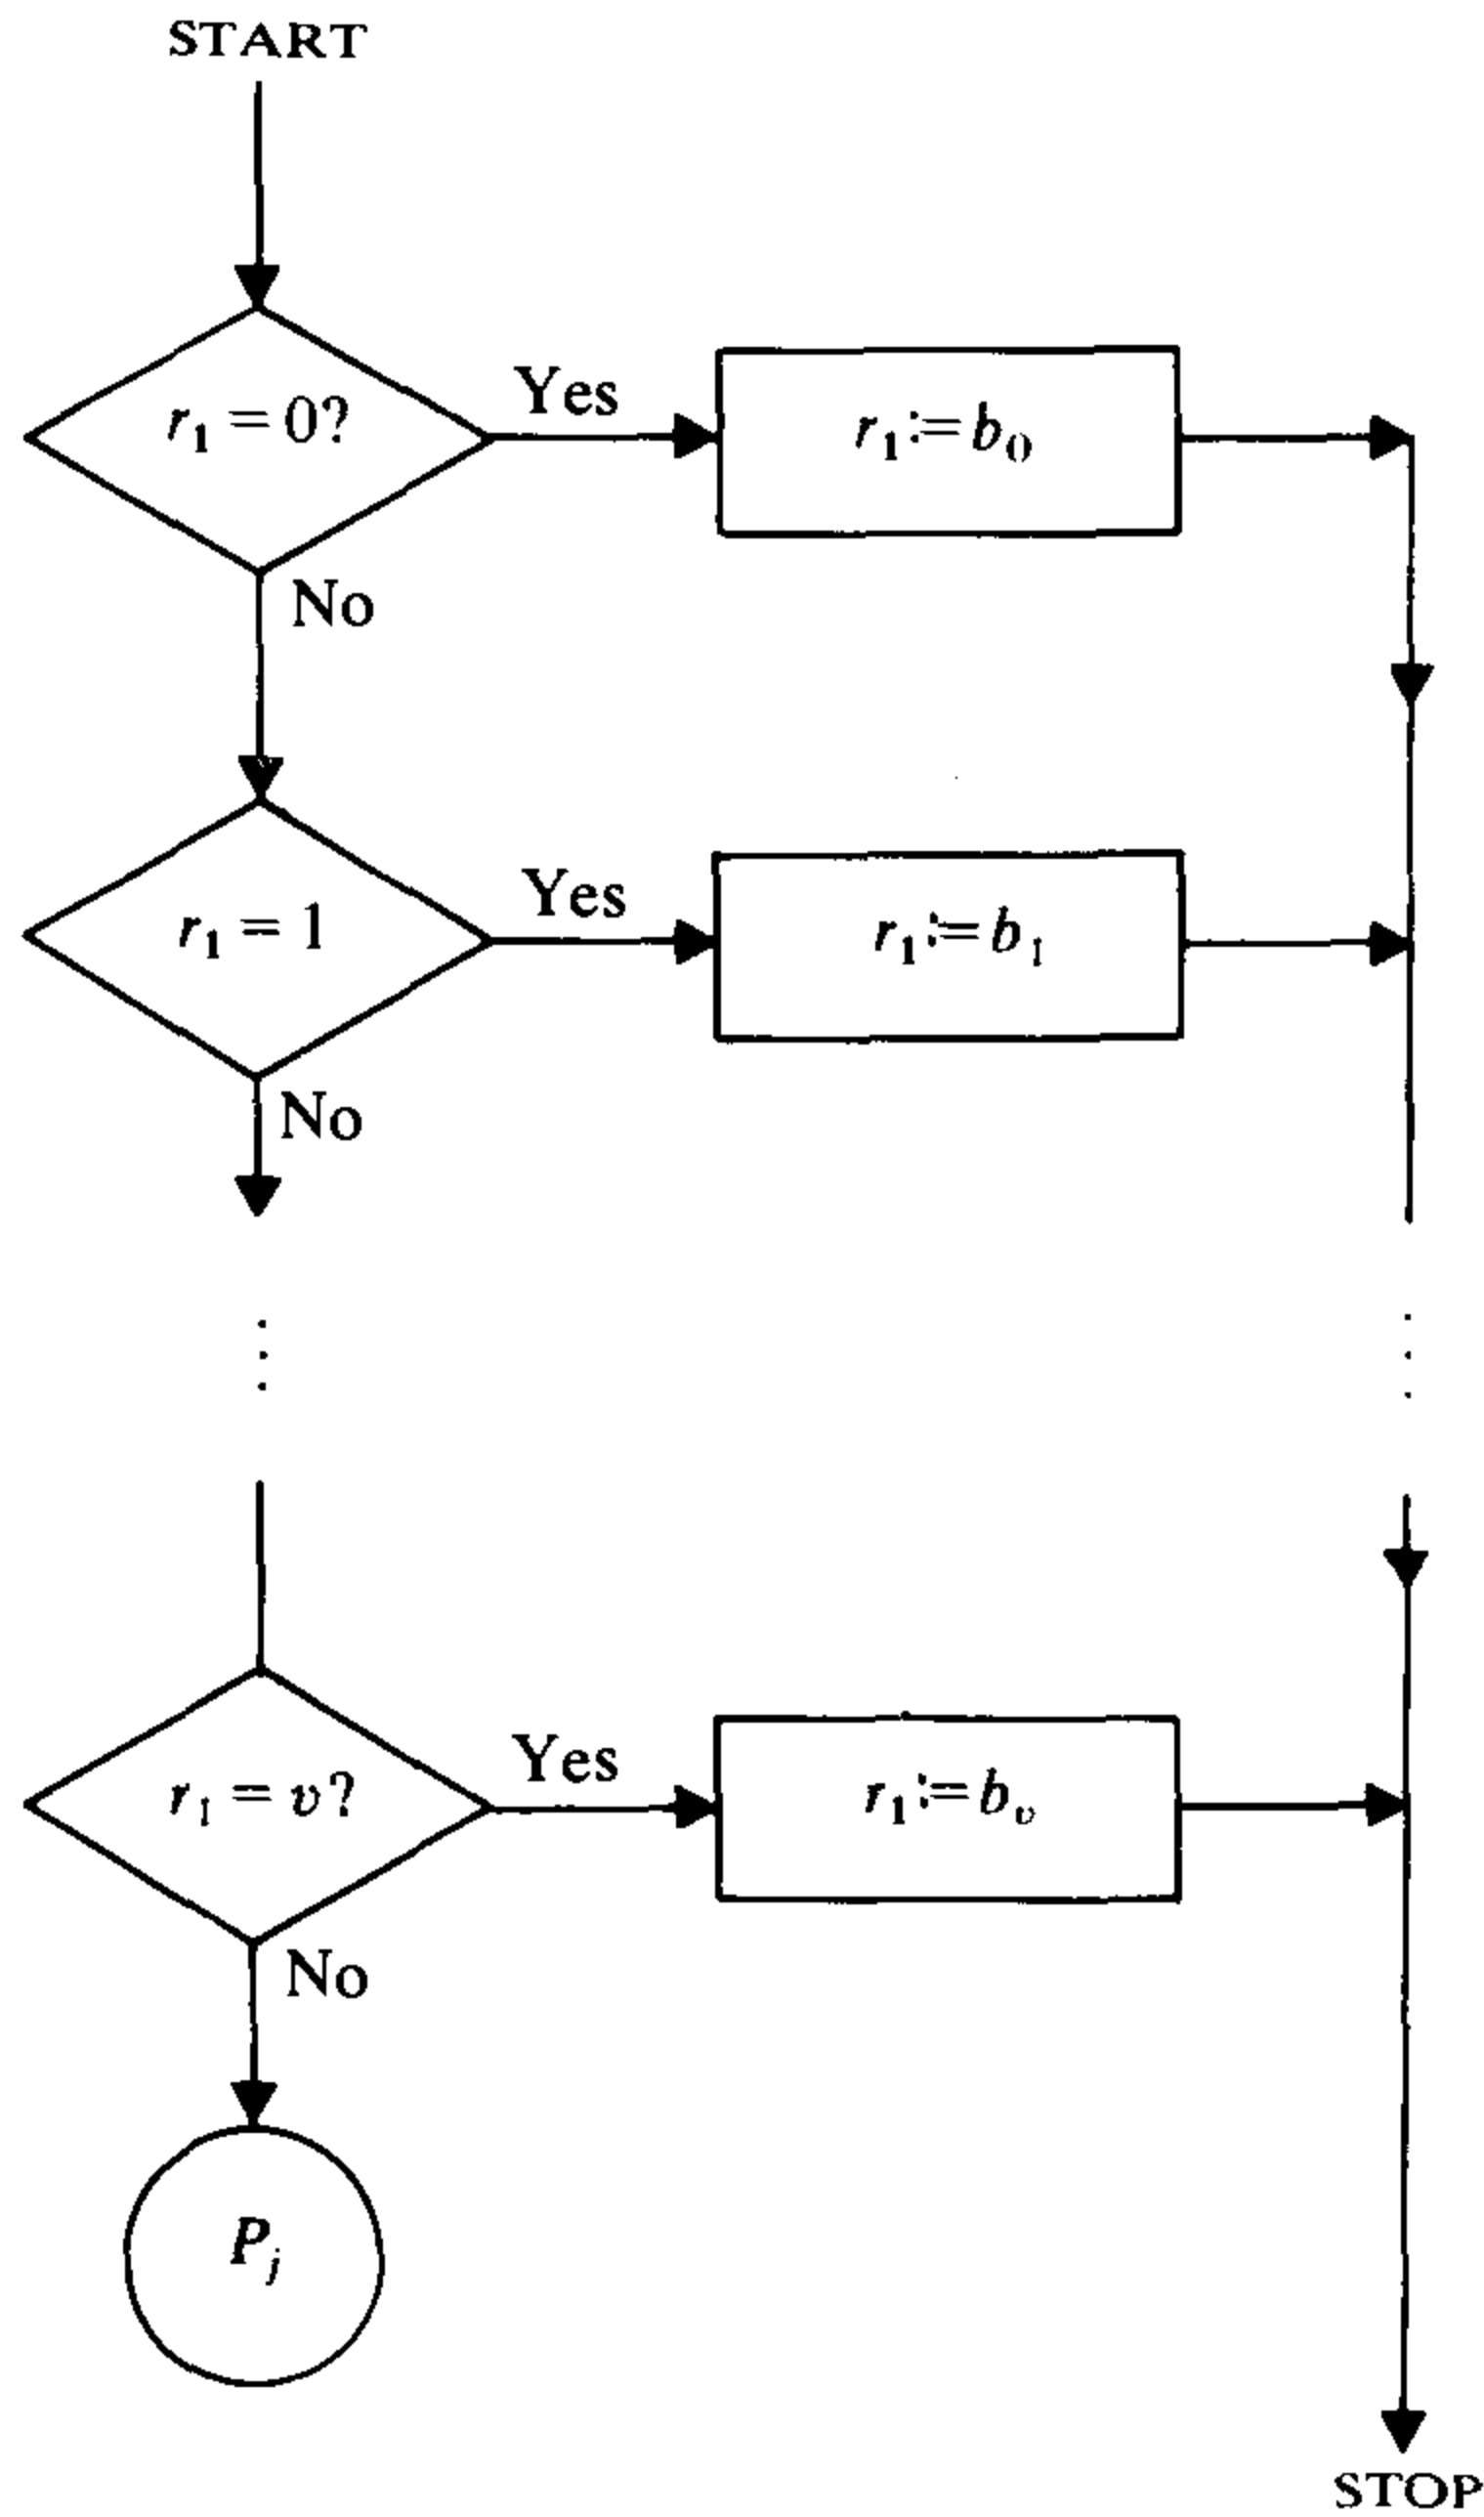 START
r₁ = 0?
Yes
r₁ := b₀
No
r₁ = 1
Yes
r₁ := b₁
No
r₁ = v?
Yes
r₁ := bᵥ
No
Pⱼ
STOP